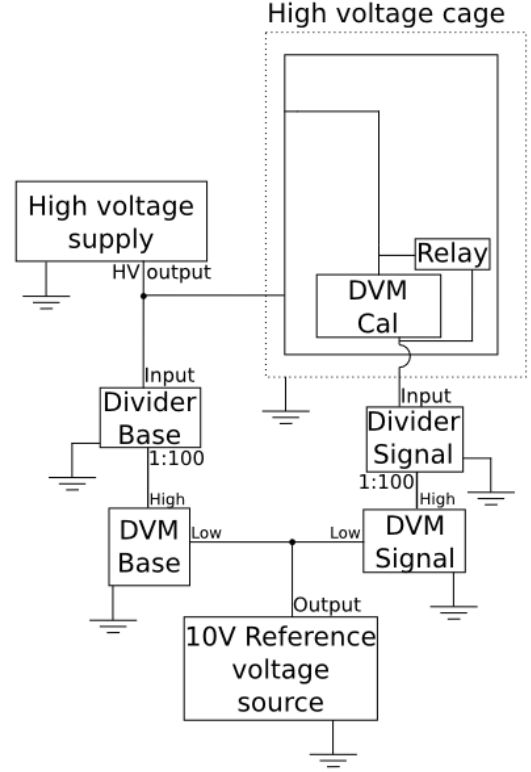 High voltage cage
High voltage
supply
HV output
Relay
DVM
Cal
Input
Divider
Base
1:100
Input
Divider
Signal
1:100
High
DVM
Base
Low
High
Low
DVM
Signal
Output
10V Reference
voltage
source